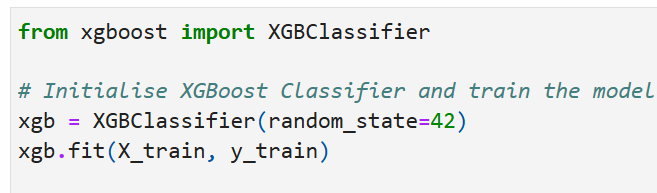 from xgboost import XGBClassifier
# Initialise XGBoost Classifier and train the model
xgb = XGBClassifier(random_state=42)
xgb.fit(X_train, y_train)